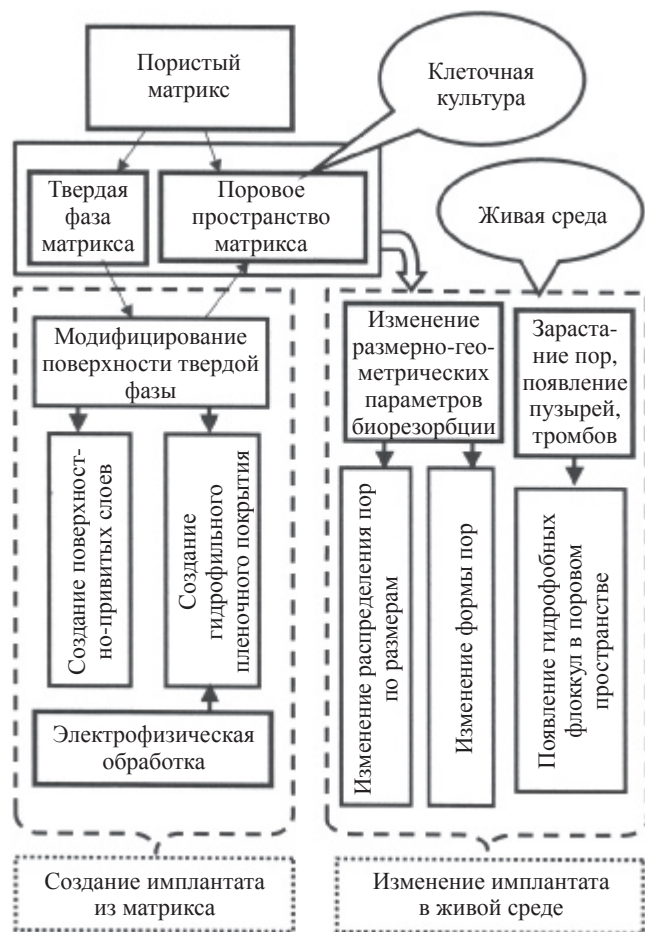 Пористый
матрикс
Клеточная
культура
Твердая
фаза
матрикса
Поровое
пространство
матрикса
Живая среда
Модифицирование
поверхности твердой
фазы
Изменение
размерно-гео-
метрических
параметров
биорезорбции
Зараста-
ние пор,
появление
пузырей,
тромбов
Создание поверхност-
но-привитых слоев
Создание
гидрофильного
пленочного покрытия
Изменение распределения пор
по размерам
Изменение формы пор
Появление гидрофобных
флоккул в поровом
пространстве
Электрофизическая
обработка
Создание имплантата
из матрикса
Изменение имплантата
в живой среде